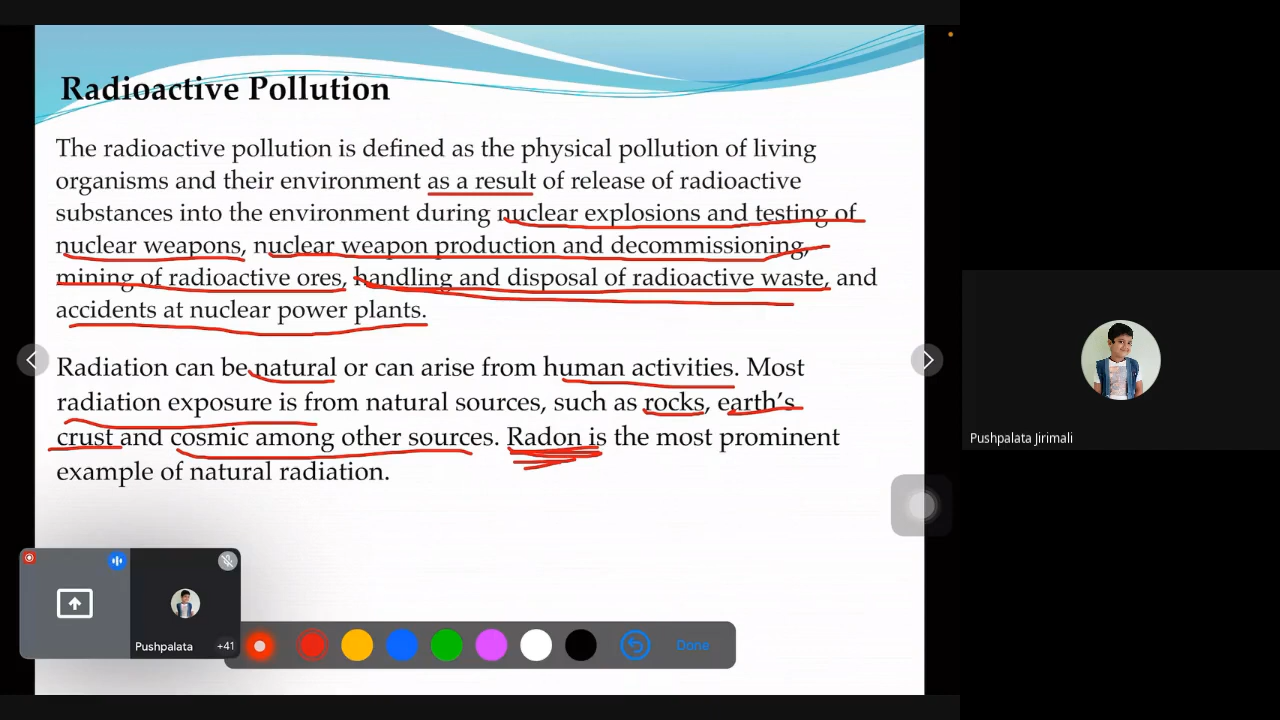 Radioactive Pollution
The radioactive pollution is defined as the physical pollution of living
organisms and their environment as a result of release of radioactive
substances into the environment during nuclear explosions and testing of
nuclear weapons, nuclear weapon production and decommissioning,
mining of radioactive ores, handling and disposal of radioactive waste, and
accidents at nuclear power plants.
Radiation can be natural or can arise from human activities. Most
radiation exposure is from natural sources, such as rocks, earth's
crust and cosmic among other sources. Radon is the most prominent
example of natural radiation.
Pushpalata +41
Done
Pushpalata Jirimali